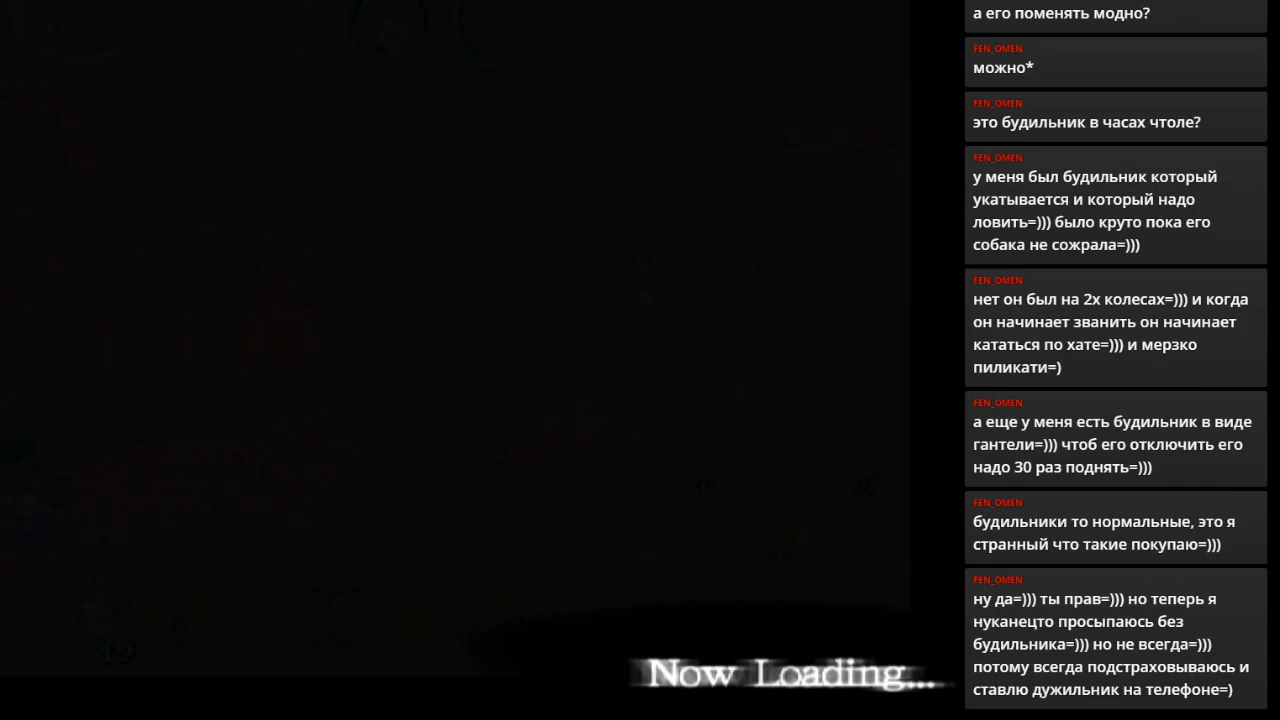 а его поменять модно?
FEN_OMEN
можно*
FEN_OMEN
это будильник в часах чтоле?
FEN_OMEN
у меня был будильник который
укатывается и который надо
ловить=))) было круто пока его
собака не сожрала=)))
FEN_OMEN
нет он был на 2х колесах=))) и когда
он начинает званить он начинает
кататься по хате=))) и мерзко
пиликати=)
FEN_OMEN
а еще у меня есть будильник в виде
гантели=))) чтоб его отключить его
надо 30 раз поднять=)))
FEN_OMEN
будильники то нормальные, это я
странный что такие покупаю=)))
FEN_OMEN
ну да=))) ты прав=))) но теперь я
нуканецто просыпаюсь без
будильника=))) но не всегда=)))
потому всегда подстраховываюсь и
ставлю дужильник на телефоне=)
Now Loading...